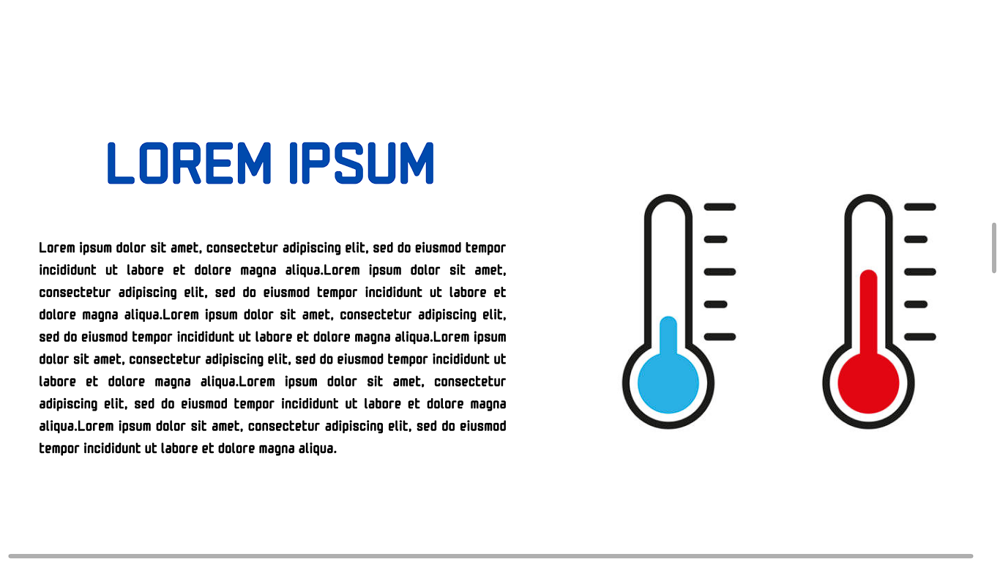 LOREM IPSUM
Lorem ipsum dolor sit amet, consectetur adipiscing elit, sed do eiusmod tempor
incididunt ut labore et dolore magna aliqua.Lorem ipsum dolor sit amet,
consectetur adipiscing elit, sed do eiusmod tempor incididunt ut labore et
dolore magna aliqua.Lorem ipsum dolor sit amet, consectetur adipiscing elit,
sed do eiusmod tempor incididunt ut labore et dolore magna aliqua.Lorem ipsum
dolor sit amet, consectetur adipiscing elit, sed do eiusmod tempor incididunt ut
labore et dolore magna aliqua.Lorem ipsum dolor sit amet, consectetur
adipiscing elit, sed do eiusmod tempor incididunt ut labore et dolore magna
aliqua.Lorem ipsum dolor sit amet, consectetur adipiscing elit, sed do eiusmod
tempor incididunt ut labore et dolore magna aliqua.